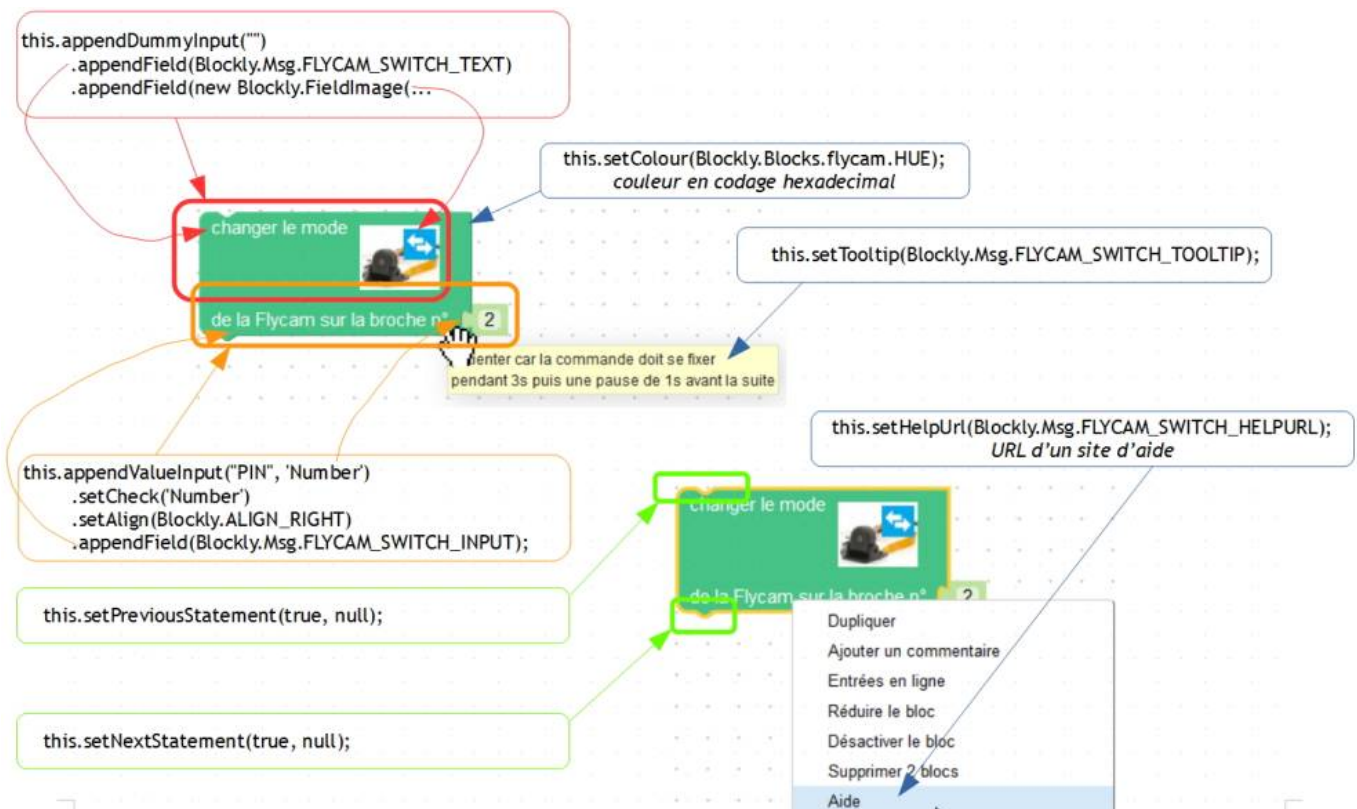 this.appendDummyInput("")
.appendField(Blockly.Msg.FLYCAM_SWITCH_TEXT)
.appendField(new Blockly.FieldImage(...
this.setColour(Blockly.Blocks.flycam.HUE);
couleur en codage hexadecimal
changer le mode
this.setTooltip(Blockly.Msg.FLYCAM_SWITCH_TOOLTIP);
de la Flycam sur la broche n° 2
car la commande doit se fixer
pendant 3s puis une pause de 1s avant la suite
this.setHelpUrl(Blockly.Msg.FLYCAM_SWITCH_HELPURL);
URL d'un site d'aide
this.appendValueInput("PIN", 'Number')
.setCheck('Number')
.setAlign(Blockly.ALIGN_RIGHT)
.appendField(Blockly.Msg.FLYCAM_SWITCH_INPUT);
changer le mode
de la Flycam sur la broche n° 2
this.setPreviousStatement(true, null);
Dupliquer
Ajouter un commentaire
Entrées en ligne
Réduire le bloc
Désactiver le bloc
Supprimer 2 blocs
Aide
this.setNextStatement(true, null);